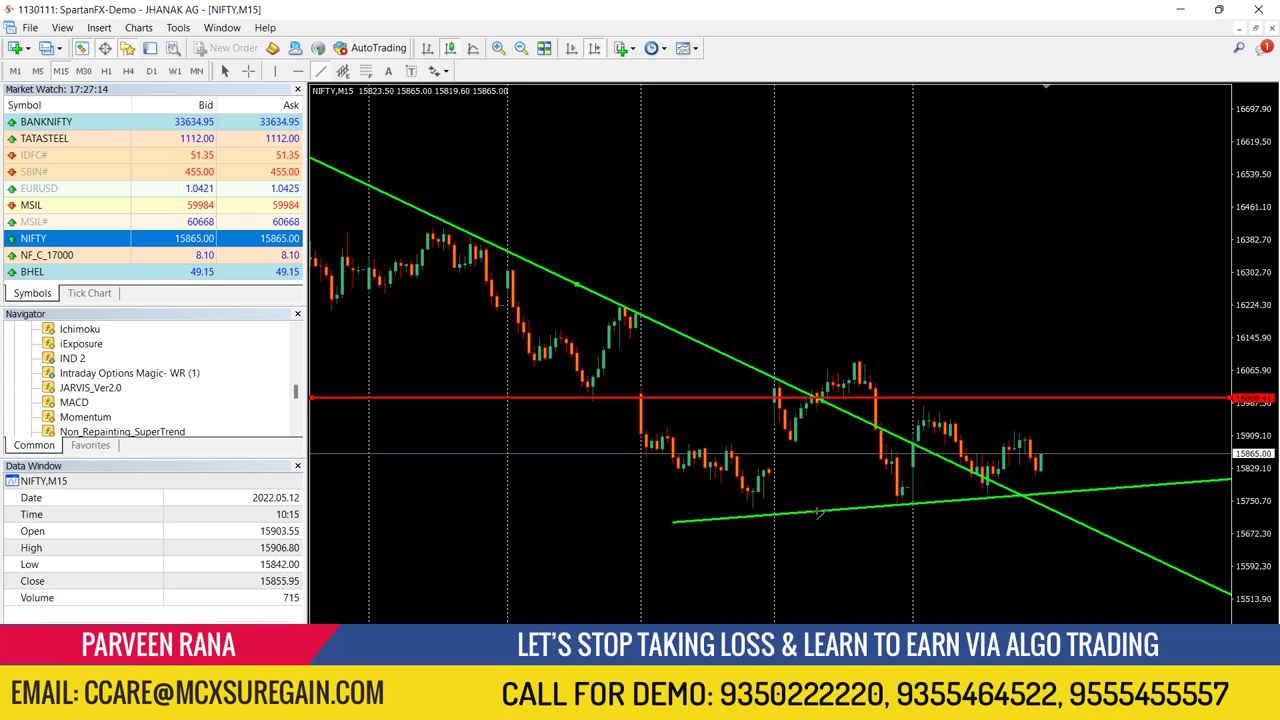 1130111: SpartanFX-Demo - JHANAK AG - [NIFTY,M15]
File View Insert Charts Tools Window Help
New Order AutoTrading 1
M1 M5 M15 M30 H1 H4 D1 W1 MN A T
Market Watch: 17:27:14
Symbol Bid Ask
BANKNIFTY 33634.95 33634.95
TATASTEEL 1112.00 1112.00
IDFC# 51.35 51.35
SBIN# 455.00 455.00
EURUSD 1.0421 1.0425
MSIL 59984 59984
MSIL# 60668 60668
NIFTY 15865.00 15865.00
NF_C_17000 8.10 8.10
BHEL 49.15 49.15
Symbols Tick Chart
Navigator
Ichimoku
iExposure
IND 2
Intraday Options Magic- WR (1)
JARVIS_Ver2.0
MACD
Momentum
Non_Repainting_SuperTrend
Common Favorites
Data Window
NIFTY,M15
Date 2022.05.12
Time 10:15
Open 15903.55
High 15906.80
Low 15842.00
Close 15855.95
Volume 715
NIFTY,M15 15823.50 15865.00 15819.60 15865.00
16697.90
16619.50
16539.50
16461.10
16382.70
16302.70
16224.30
16145.90
16065.90
15909.10
15865.00
15829.10
15750.70
15672.30
15592.30
15513.90
PARVEEN RANA
LET'S STOP TAKING LOSS & LEARN TO EARN VIA ALGO TRADING
EMAIL: CCARE@MCXSUREGAIN.COM
CALL FOR DEMO: 9350222220, 9355464522, 9555455557